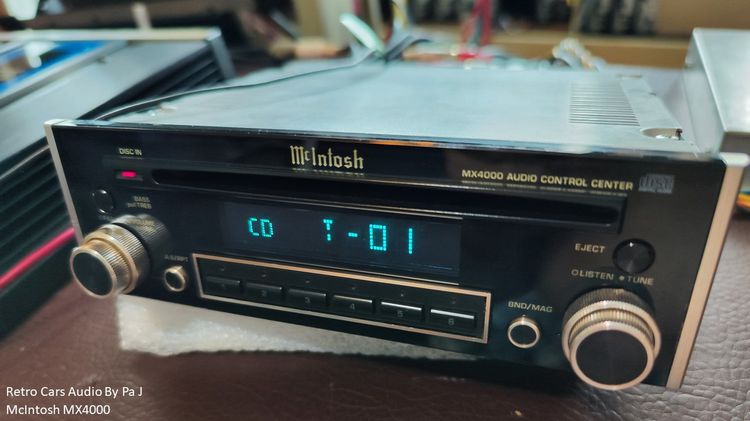 McIntosh
DISC IN
MX4000 AUDIO CONTROL CENTER
BASS
VOLUME
CD T-01
EJECT
LISTEN TUNE
BND/MAG
2 3 4 5 6
Retro Cars Audio By Pa J
McIntosh MX4000